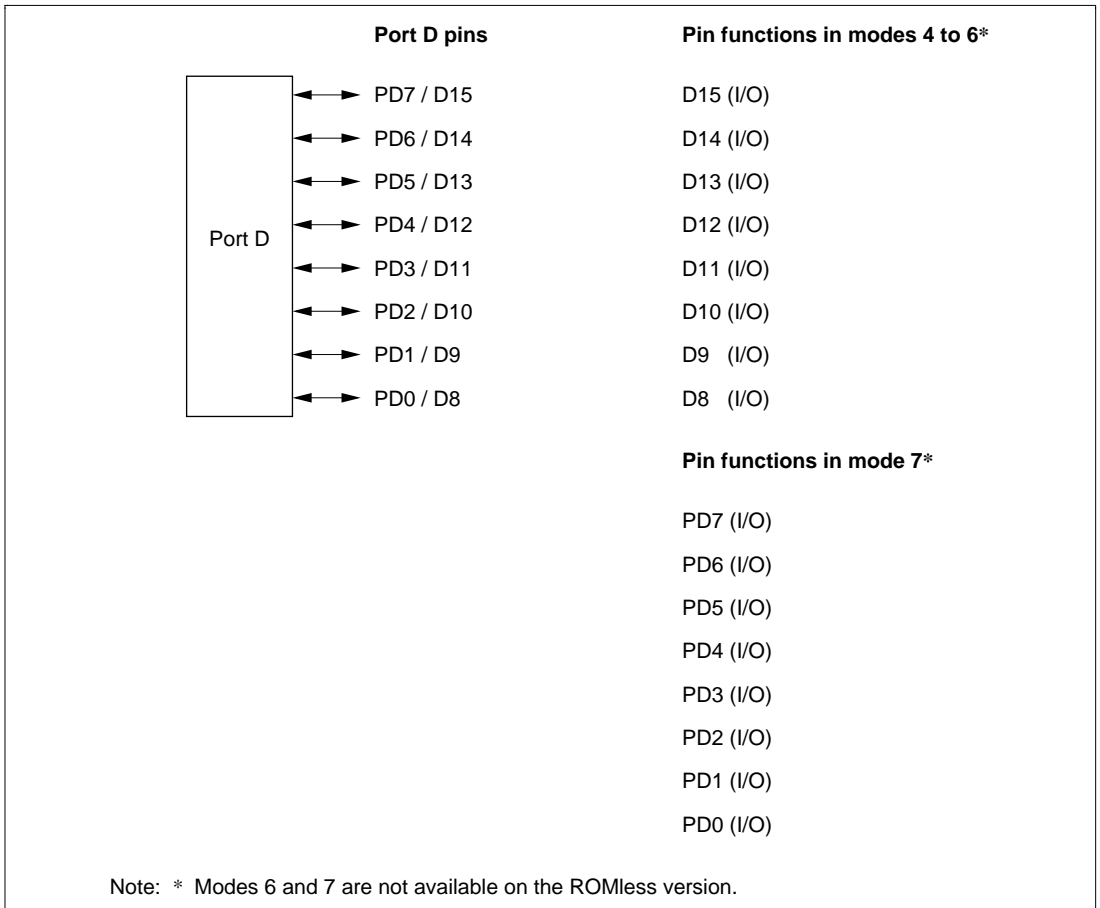 Port D pins Pin functions in modes 4 to 6*
PD7 / D15 D15 (I/O)
PD6 / D14 D14 (I/O)
PD5 / D13 D13 (I/O)
PD4 / D12 D12 (I/O)
Port D
PD3 / D11 D11 (I/O)
PD2 / D10 D10 (I/O)
PD1 / D9 D9 (I/O)
PD0 / D8 D8 (I/O)
Pin functions in mode 7*
PD7 (I/O)
PD6 (I/O)
PD5 (I/O)
PD4 (I/O)
PD3 (I/O)
PD2 (I/O)
PD1 (I/O)
PD0 (I/O)
Note: * Modes 6 and 7 are not available on the ROMless version.